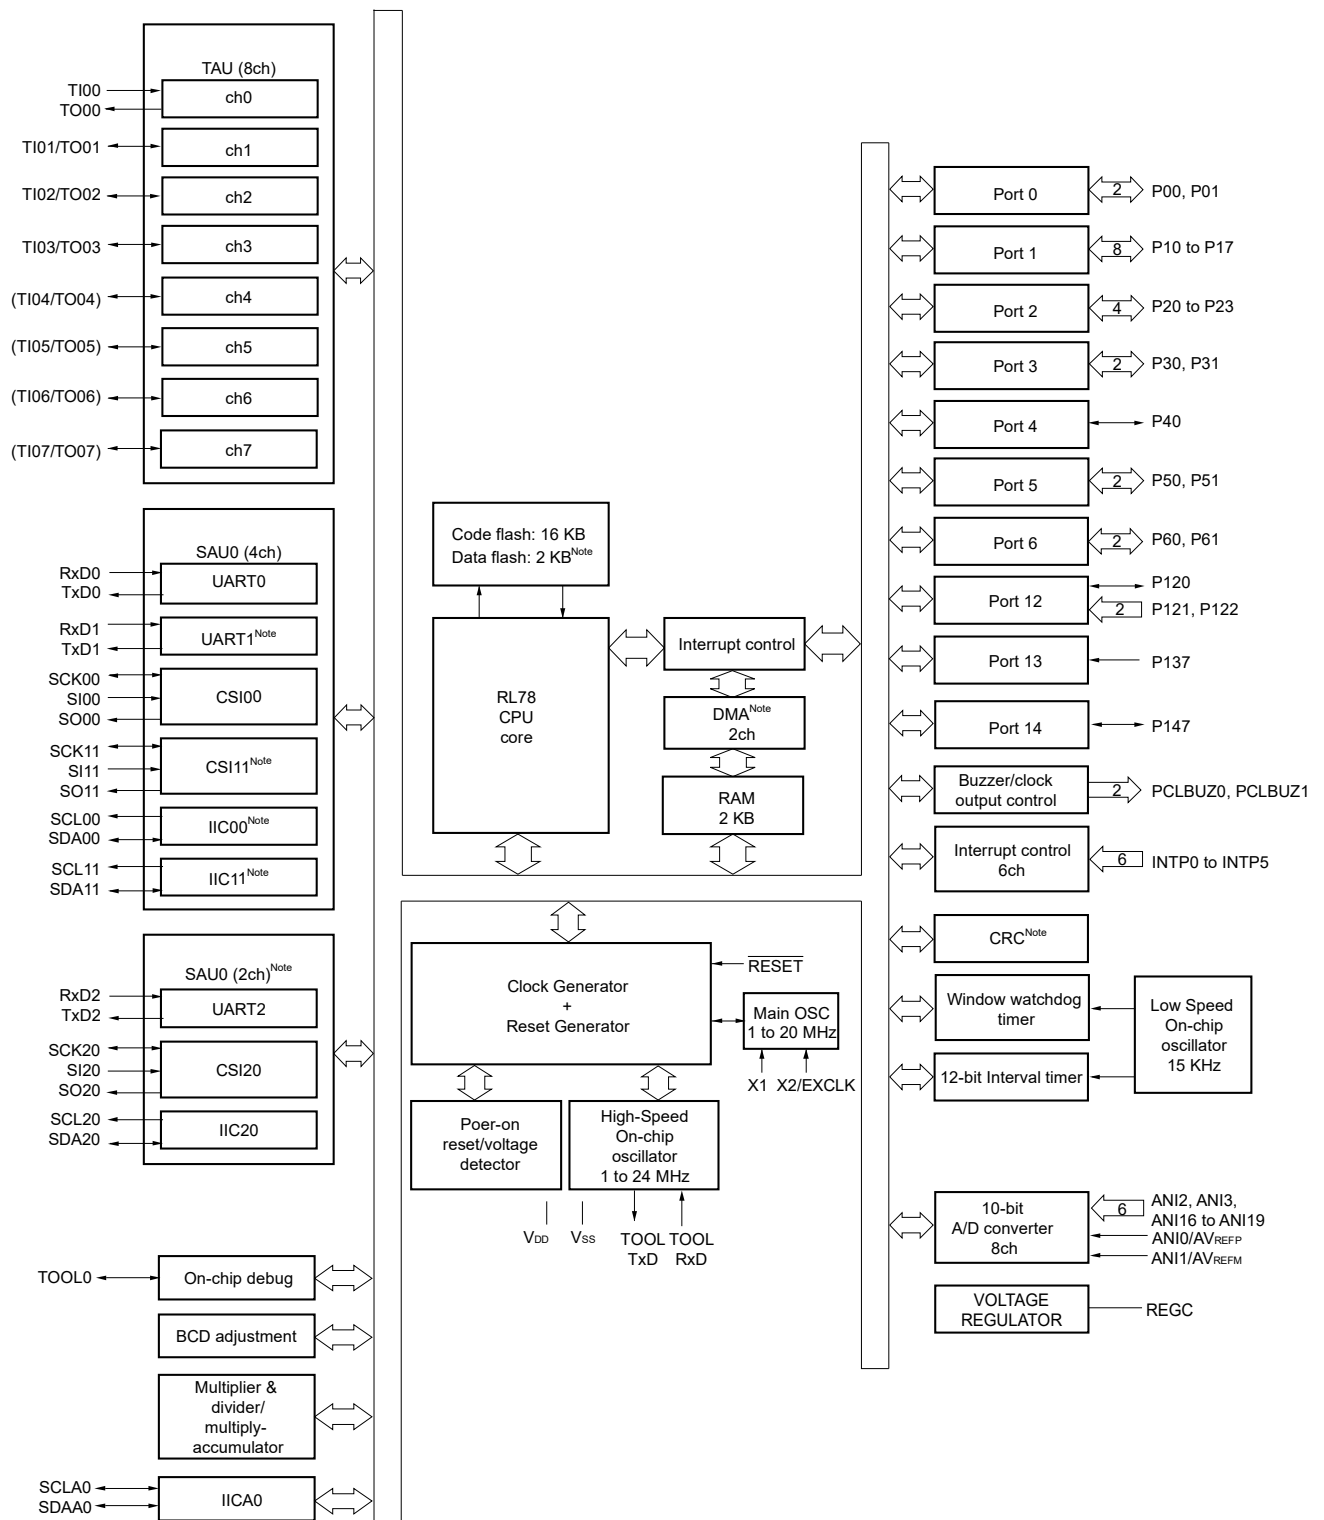 TAU (8ch)
TI00
TO00
ch0
TI01/TO01
ch1
TI02/TO02
ch2
TI03/TO03
ch3
(TI04/TO04)
ch4
(TI05/TO05)
ch5
(TI06/TO06)
ch6
(TI07/TO07)
ch7
SAU0 (4ch)
RxD0
TxD0
UART0
RxD1
TxD1
UART1Note
SCK00
SI00
SO00
CSI00
SCK11
SI11
SO11
CSI11Note
SCL00
SDA00
IIC00Note
SCL11
SDA11
IIC11Note
SAU0 (2ch)Note
RxD2
TxD2
UART2
SCK20
SI20
SO20
CSI20
SCL20
SDA20
IIC20
TOOL0
On-chip debug
BCD adjustment
Multiplier &
divider/
multiply-
accumulator
SCLA0
SDAA0
IICA0
Code flash: 16 KB
Data flash: 2 KBNote
RL78
CPU
core
Interrupt control
DMANote
2ch
RAM
2 KB
Clock Generator
+
Reset Generator
RESET
Main OSC
1 to 20 MHz
X1 X2/EXCLK
Poer-on
reset/voltage
detector
High-Speed
On-chip
oscillator
1 to 24 MHz
VDD
VSS
TOOL
TxD
TOOL
RxD
Port 0
2
P00, P01
Port 1
8
P10 to P17
Port 2
4
P20 to P23
Port 3
2
P30, P31
Port 4
P40
Port 5
2
P50, P51
Port 6
2
P60, P61
Port 12
P120
2
P121, P122
Port 13
P137
Port 14
P147
Buzzer/clock
output control
2
PCLBUZ0, PCLBUZ1
Interrupt control
6ch
6
INTP0 to INTP5
CRCNote
Window watchdog
timer
12-bit Interval timer
Low Speed
On-chip
oscillator
15 KHz
10-bit
A/D converter
8ch
6
ANI2, ANI3,
ANI16 to ANI19
ANI0/AVREFP
ANI1/AVREFM
VOLTAGE
REGULATOR
REGC